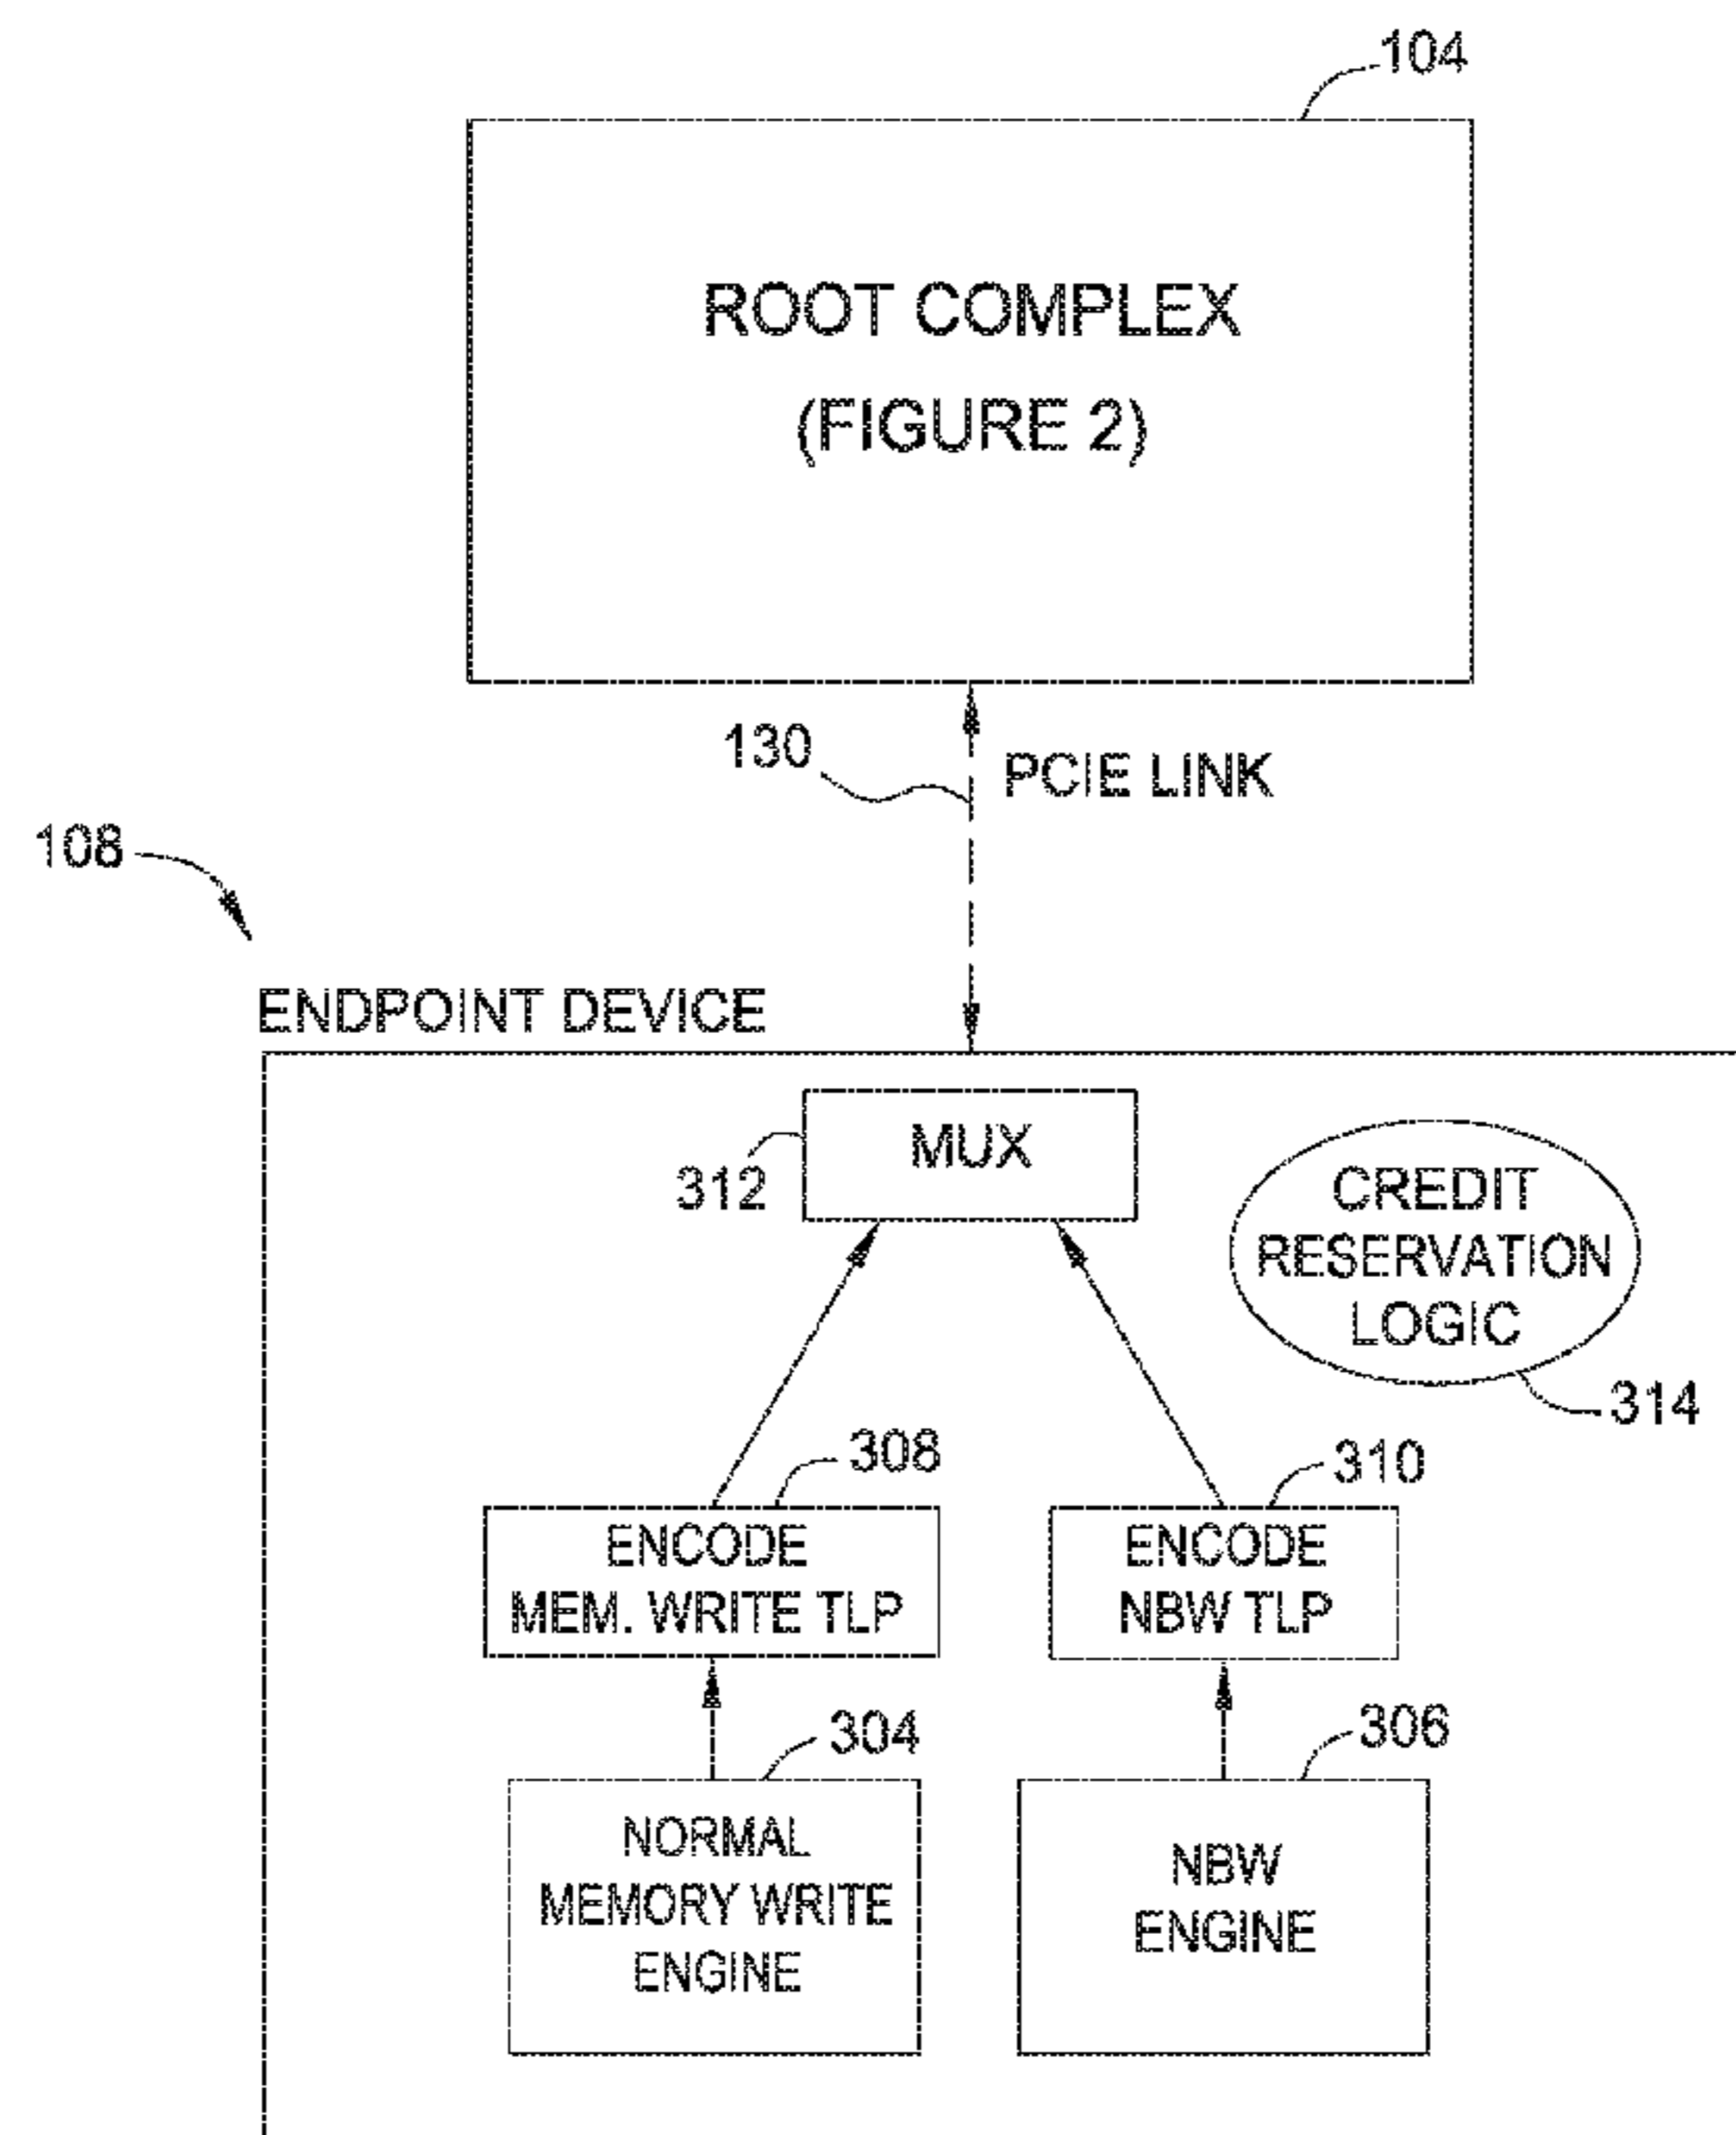 104
ROOT COMPLEX
(FIGURE 2)
130
PCIE LINK
108
ENDPOINT DEVICE
MUX
312
CREDIT
RESERVATION
LOGIC
314
308
310
ENCODE
MEM. WRITE TLP
ENCODE
NBW TLP
304
306
NORMAL
MEMORY WRITE
ENGINE
NBW
ENGINE